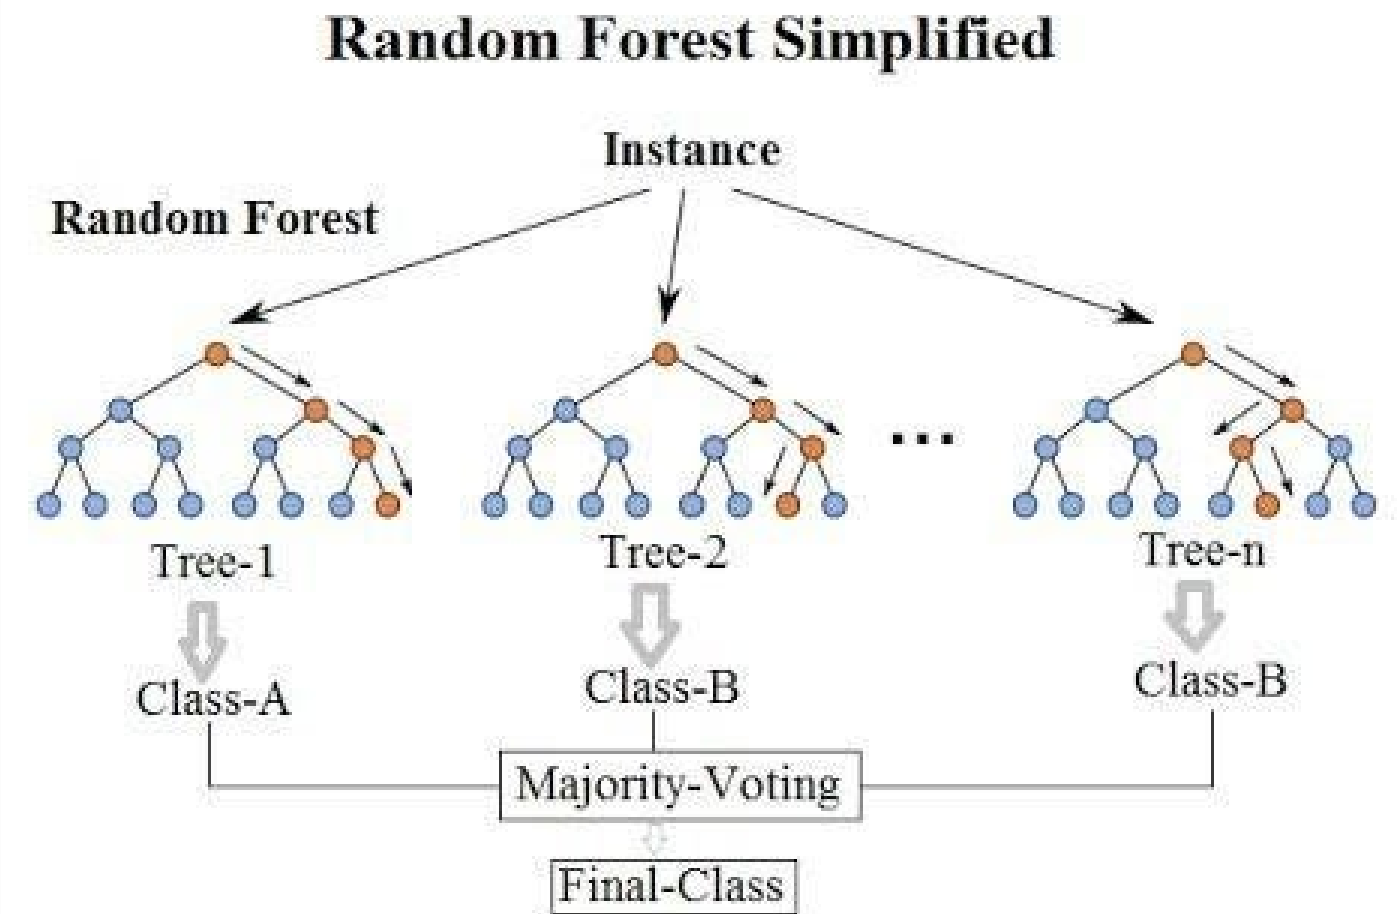 Random Forest Simplified
Instance
Random Forest
...
Tree-1
Tree-2
Tree-n
Class-A
Class-B
Class-B
Majority-Voting
Final-Class